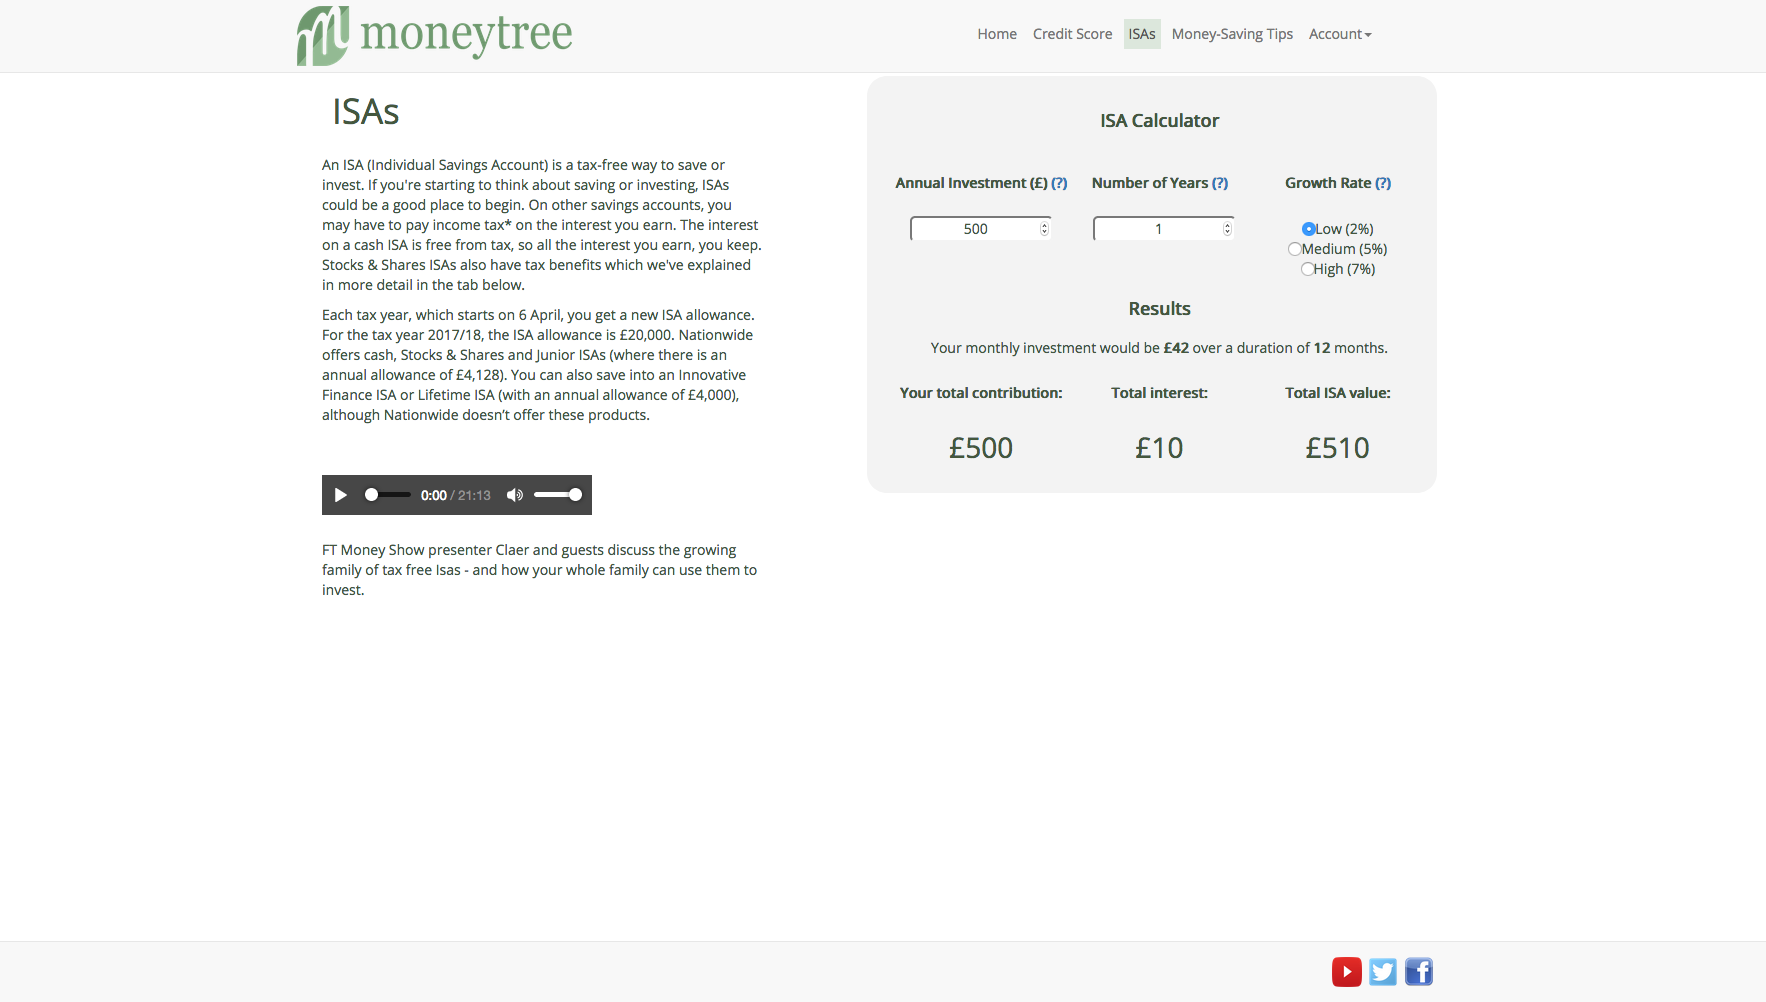 moneytree
Home Credit Score ISAs Money-Saving Tips Account
ISAs
An ISA (Individual Savings Account) is a tax-free way to save or
invest. If you're starting to think about saving or investing, ISAs
could be a good place to begin. On other savings accounts, you
may have to pay income tax* on the interest you earn. The interest
on a cash ISA is free from tax, so all the interest you earn, you keep.
Stocks & Shares ISAs also have tax benefits which we've explained
in more detail in the tab below.
Each tax year, which starts on 6 April, you get a new ISA allowance.
For the tax year 2017/18, the ISA allowance is £20,000. Nationwide
offers cash, Stocks & Shares and Junior ISAs (where there is an
annual allowance of £4,128). You can also save into an Innovative
Finance ISA or Lifetime ISA (with an annual allowance of £4,000),
although Nationwide doesn’t offer these products.
0:00 / 21:13
FT Money Show presenter Claer and guests discuss the growing
family of tax free Isas - and how your whole family can use them to
invest.
ISA Calculator
Annual Investment (£) (?) Number of Years (?) Growth Rate (?)
500 1 Low (2%)
Medium (5%)
High (7%)
Results
Your monthly investment would be £42 over a duration of 12 months.
Your total contribution: Total interest: Total ISA value:
£500 £10 £510